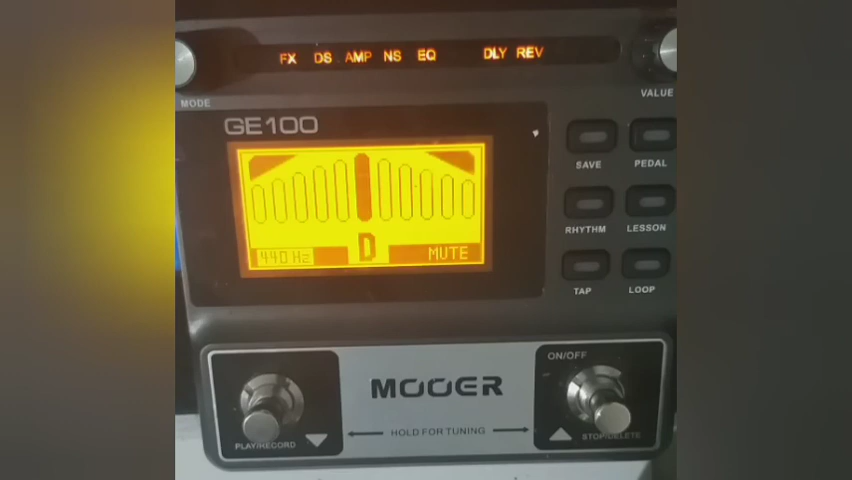 FX DS AMP NS EQ DLY REV
MODE
VALUE
GE100
SAVE PEDAL
440 Hz D MUTE
RHYTHM LESSON
TAP LOOP
ON/OFF
MOOER
HOLD FOR TUNING
PLAY/RECORD
STOP/DELETE